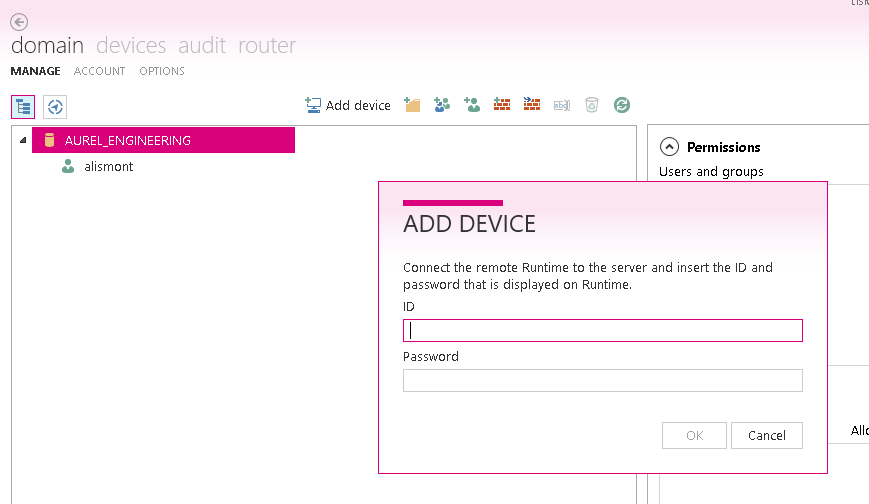 domain devices audit router
MANAGE ACCOUNT OPTIONS
Add device
AUREL_ENGINEERING
alismont
Permissions
Users and groups
ADD DEVICE
Connect the remote Runtime to the server and insert the ID and
password that is displayed on Runtime.
ID
Password
OK Cancel